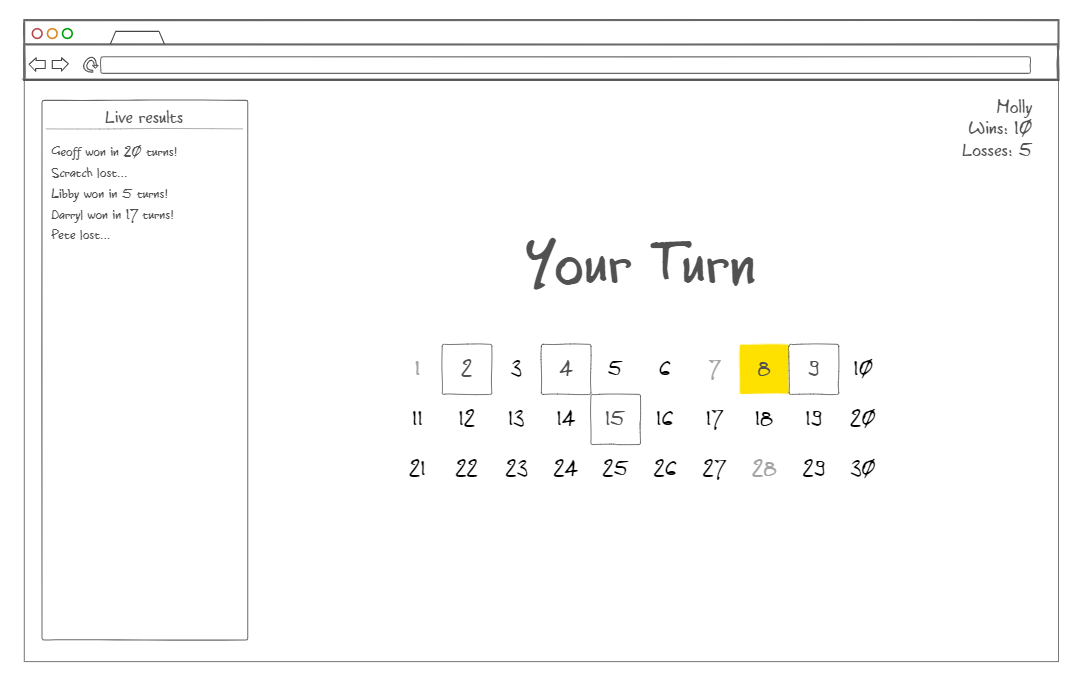 Live results
Geoff won in 20 turns!
Scratch lost...
Libby won in 5 turns!
Darryl won in 17 turns!
Pete lost...
Molly
Wins: 10
Losses: 5
Your Turn
1 2 3 4 5 6 7 8 9 10
11 12 13 14 15 16 17 18 19 20
21 22 23 24 25 26 27 28 29 30